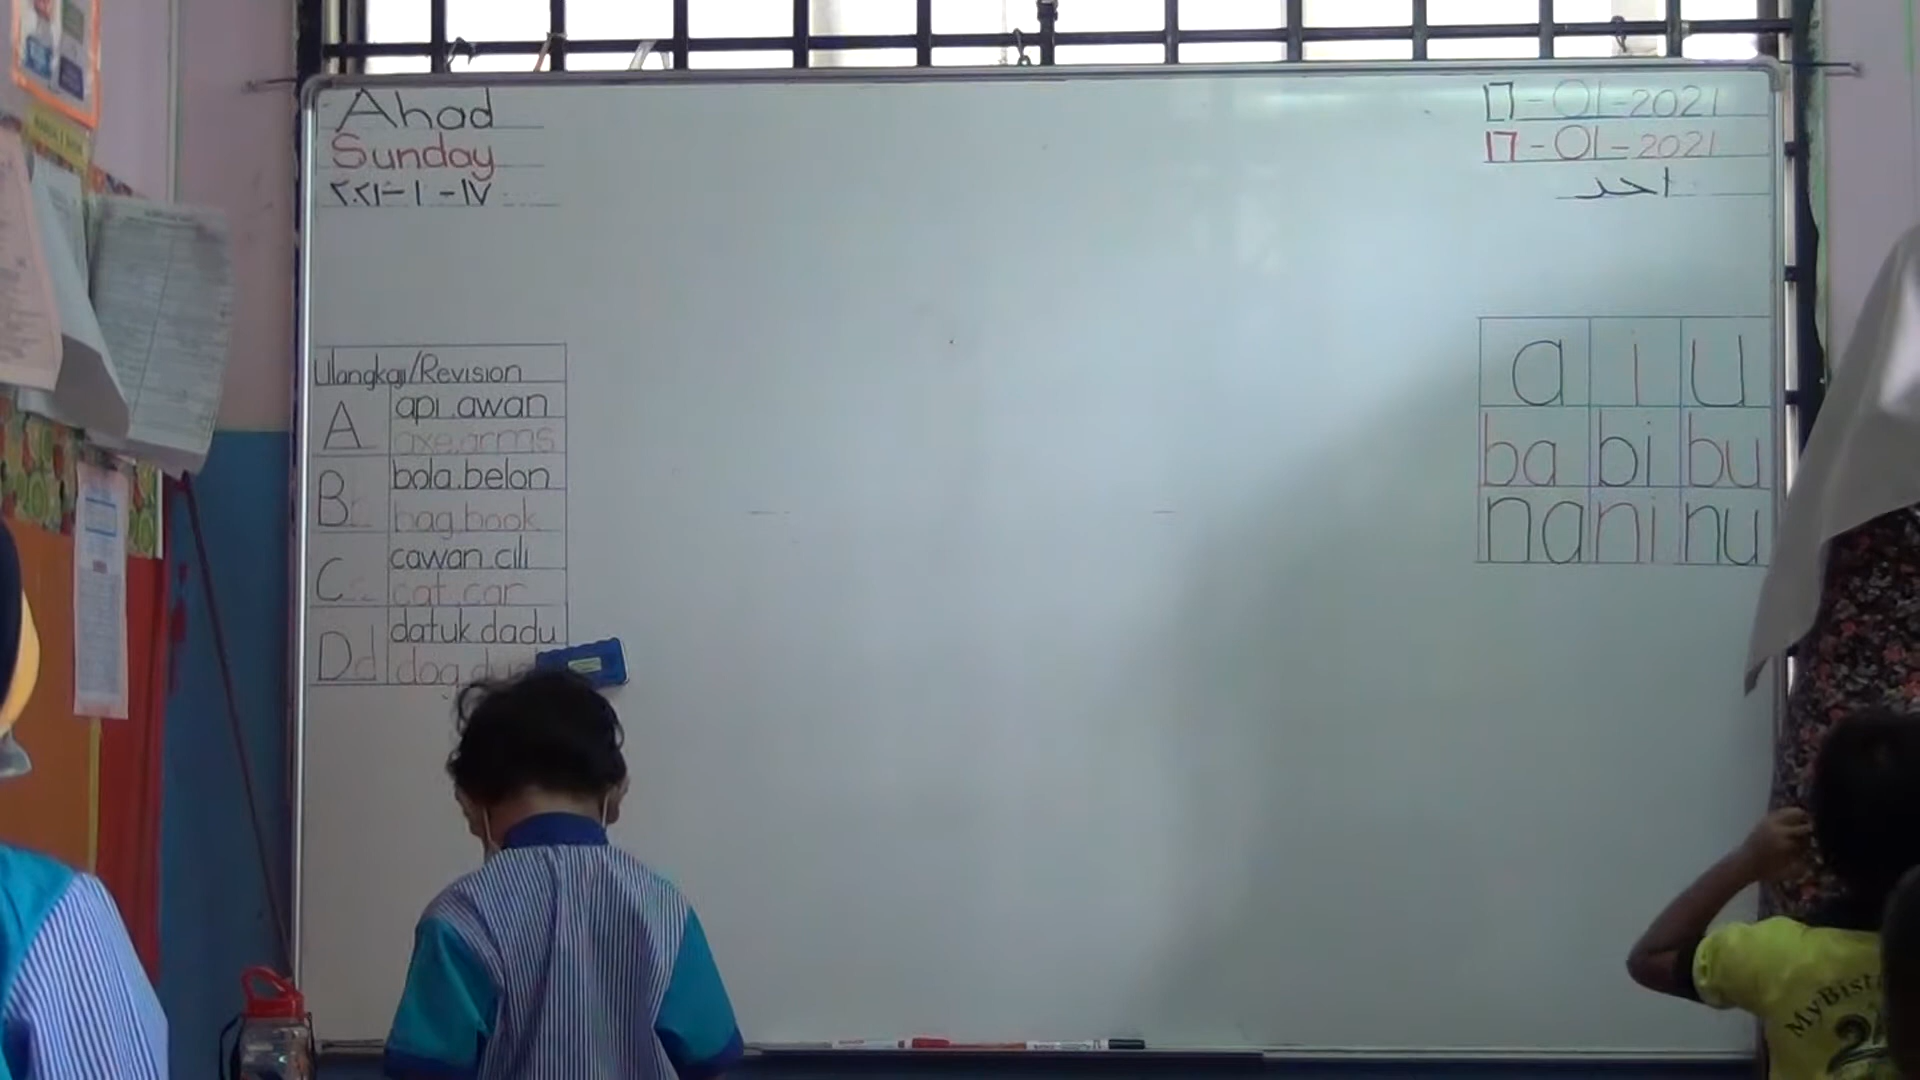 Ahad
Sunday
٢٠٢١-١-١٧
17-01-2021
17-01-2021
احد
Ulangkaji/Revision
A
api.awan
axe.arms
B
bola.belon
bag.book
C
cawan.cili
cat.car
Dd
datuk.dadu
dog
a i u
ba bi bu
na ni nu